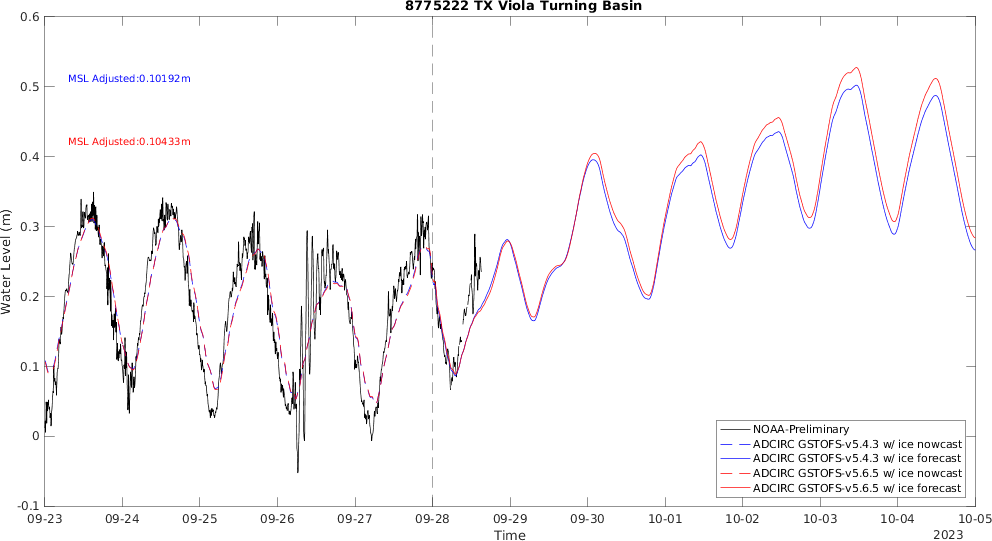 8775222 TX Viola Turning Basin
0.6
0.5
0.4
0.3
0.2
0.1
0
-0.1
Water Level (m)
MSL Adjusted:0.10192m
MSL Adjusted:0.10433m
NOAA-Preliminary
ADCIRC GSTOFS-v5.4.3 w/ ice nowcast
ADCIRC GSTOFS-v5.4.3 w/ ice forecast
ADCIRC GSTOFS-v5.6.5 w/ ice nowcast
ADCIRC GSTOFS-v5.6.5 w/ ice forecast
09-23 09-24 09-25 09-26 09-27 09-28 09-29 09-30 10-01 10-02 10-03 10-04 10-05
Time
2023